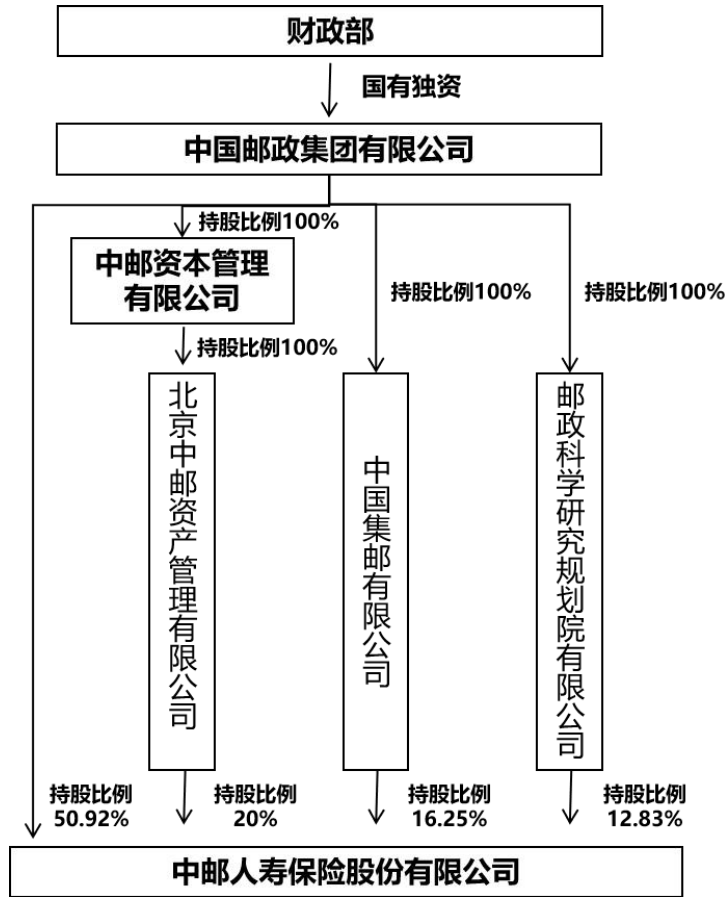 财政部
国有独资
中国邮政集团有限公司
持股比例100%
中邮资本管理
有限公司
持股比例100%
持股比例100%
持股比例100%
北京中邮资产管理有限公司
中国集邮有限公司
邮政科学研究规划院有限公司
持股比例
50.92%
持股比例
20%
持股比例
16.25%
持股比例
12.83%
中邮人寿保险股份有限公司